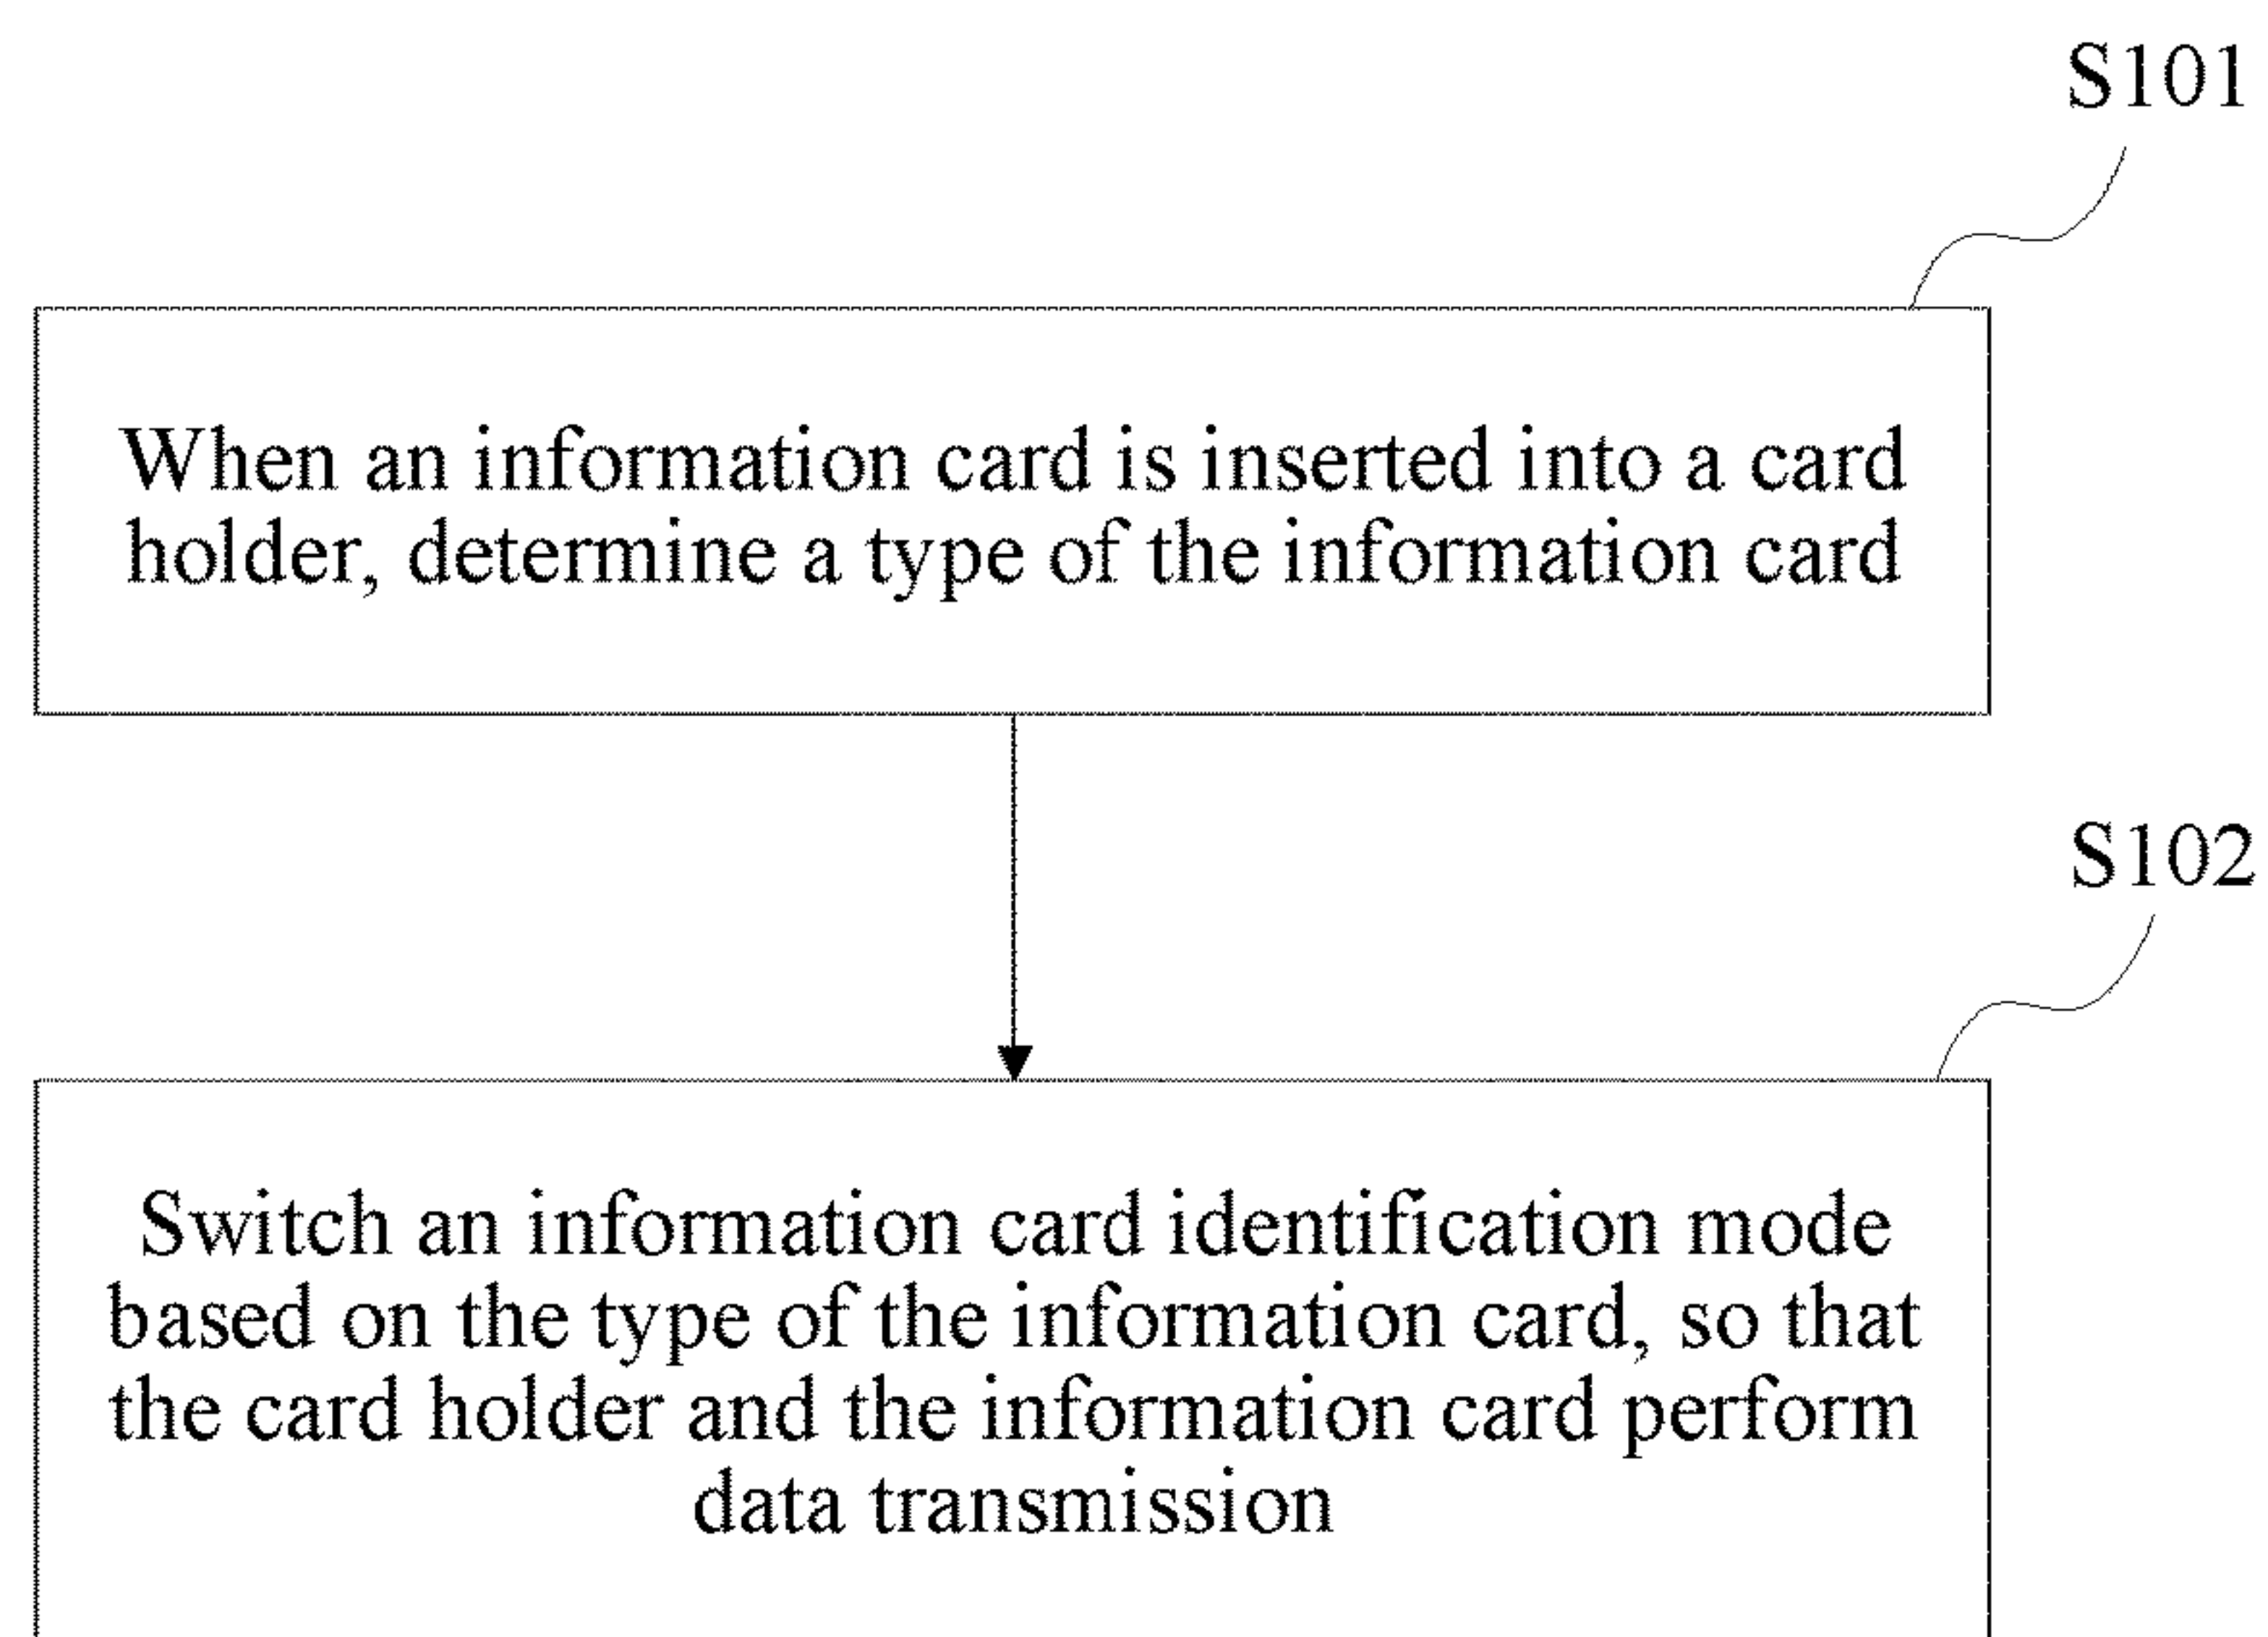 S101
When an information card is inserted into a card
holder, determine a type of the information card
S102
Switch an information card identification mode
based on the type of the information card, so that
the card holder and the information card perform
data transmission